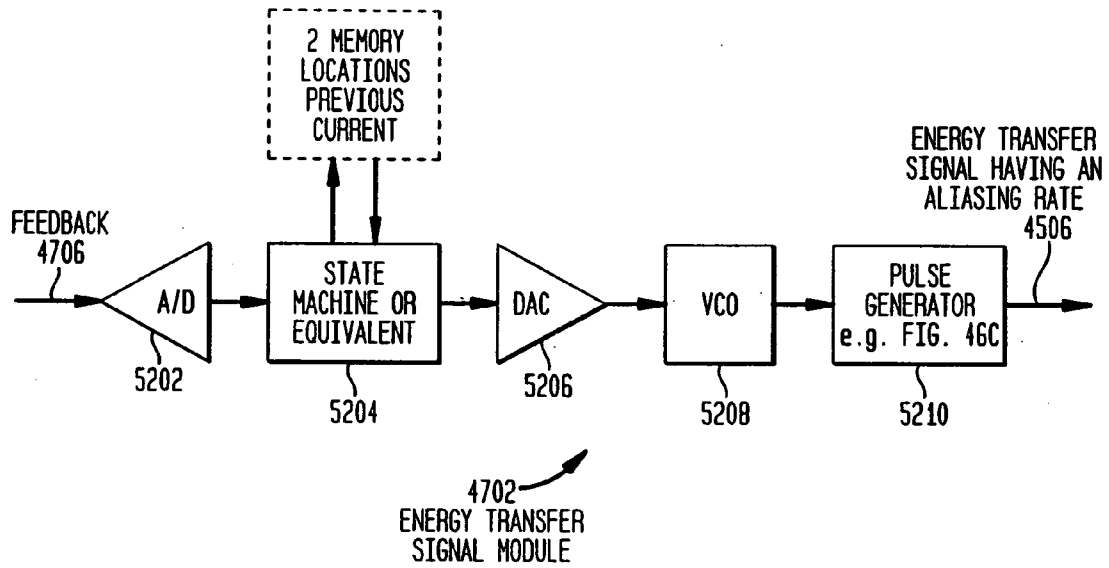 2 MEMORY
LOCATIONS
PREVIOUS
CURRENT
ENERGY TRANSFER
SIGNAL HAVING AN
ALIASING RATE
4506
FEEDBACK
4706
A/D
5202
STATE
MACHINE OR
EQUIVALENT
5204
DAC
5206
VCO
5208
PULSE
GENERATOR
e.g. FIG. 46C
5210
4702
ENERGY TRANSFER
SIGNAL MODULE